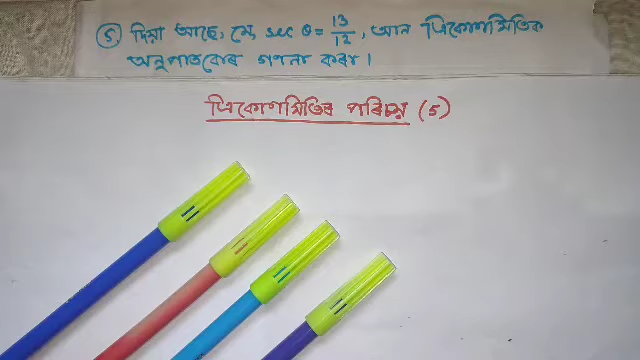 ⑤ দিয়া আছে, যে sec θ = 13/12, আন ত্ৰিকোণমিতিক
অনুপাতবোৰ গণনা কৰা।
ত্ৰিকোণমিতিৰ পৰিচয় (5)